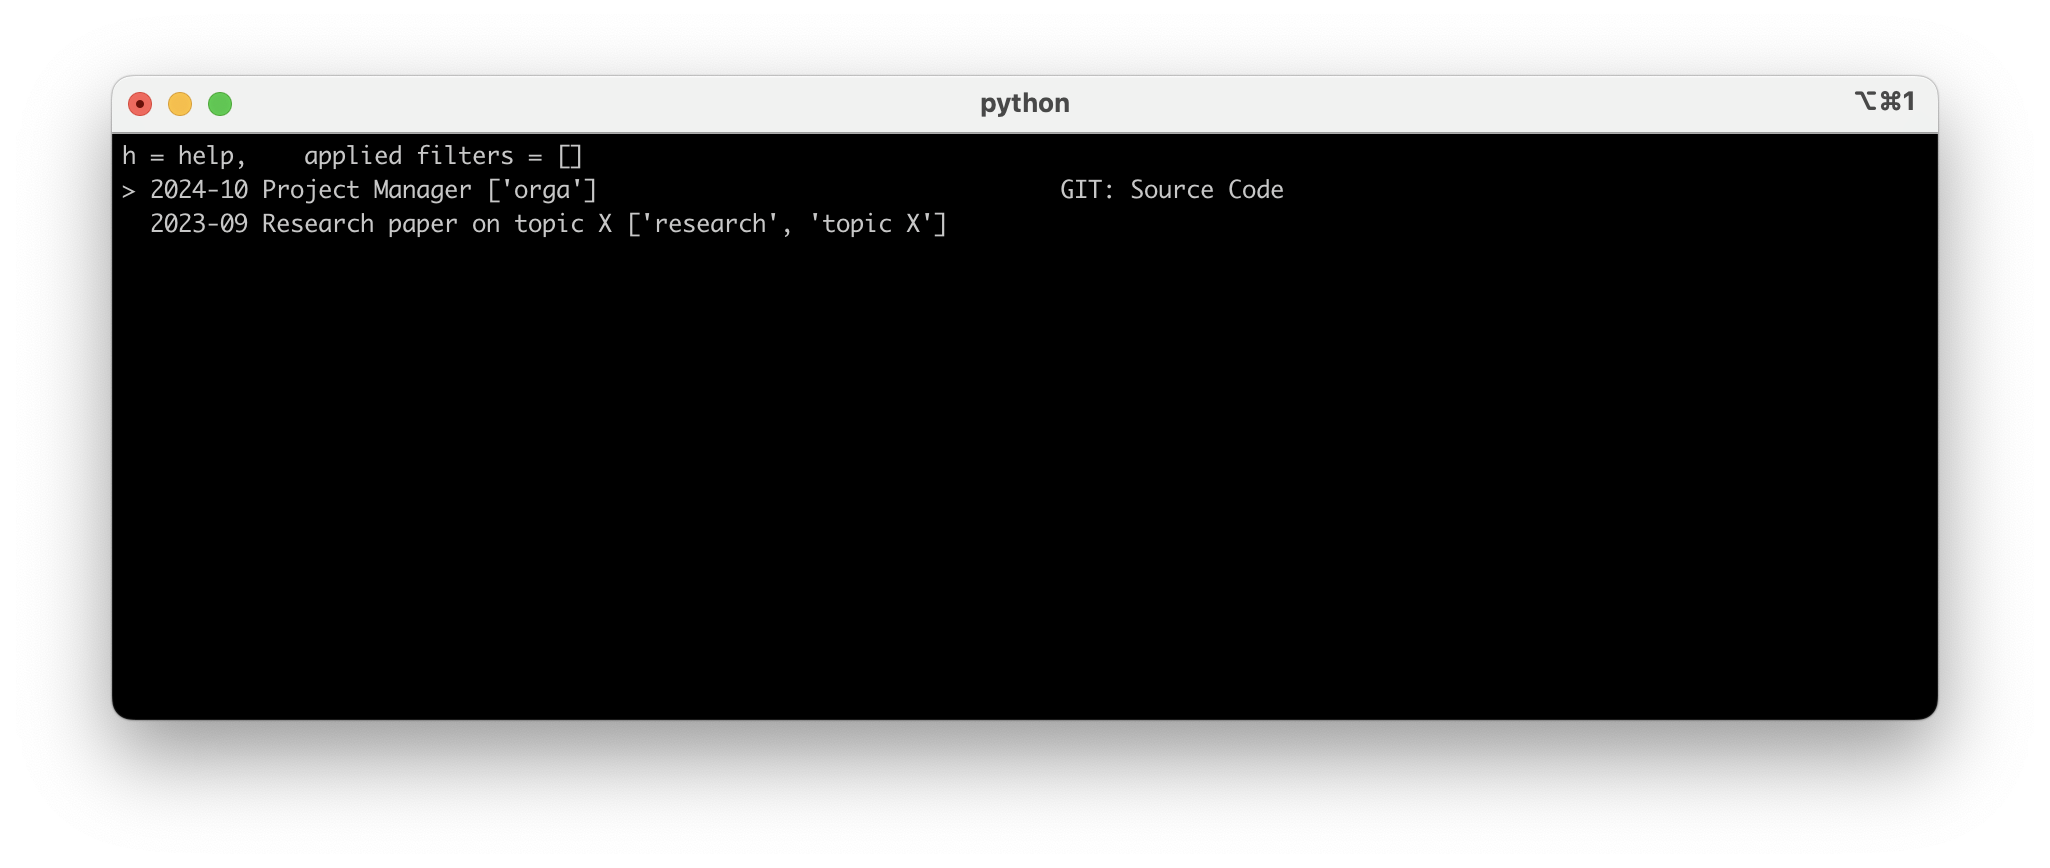 python ⌥⌘1
h = help,    applied filters = []
> 2024-10 Project Manager ['orga']                                 GIT: Source Code
  2023-09 Research paper on topic X ['research', 'topic X']